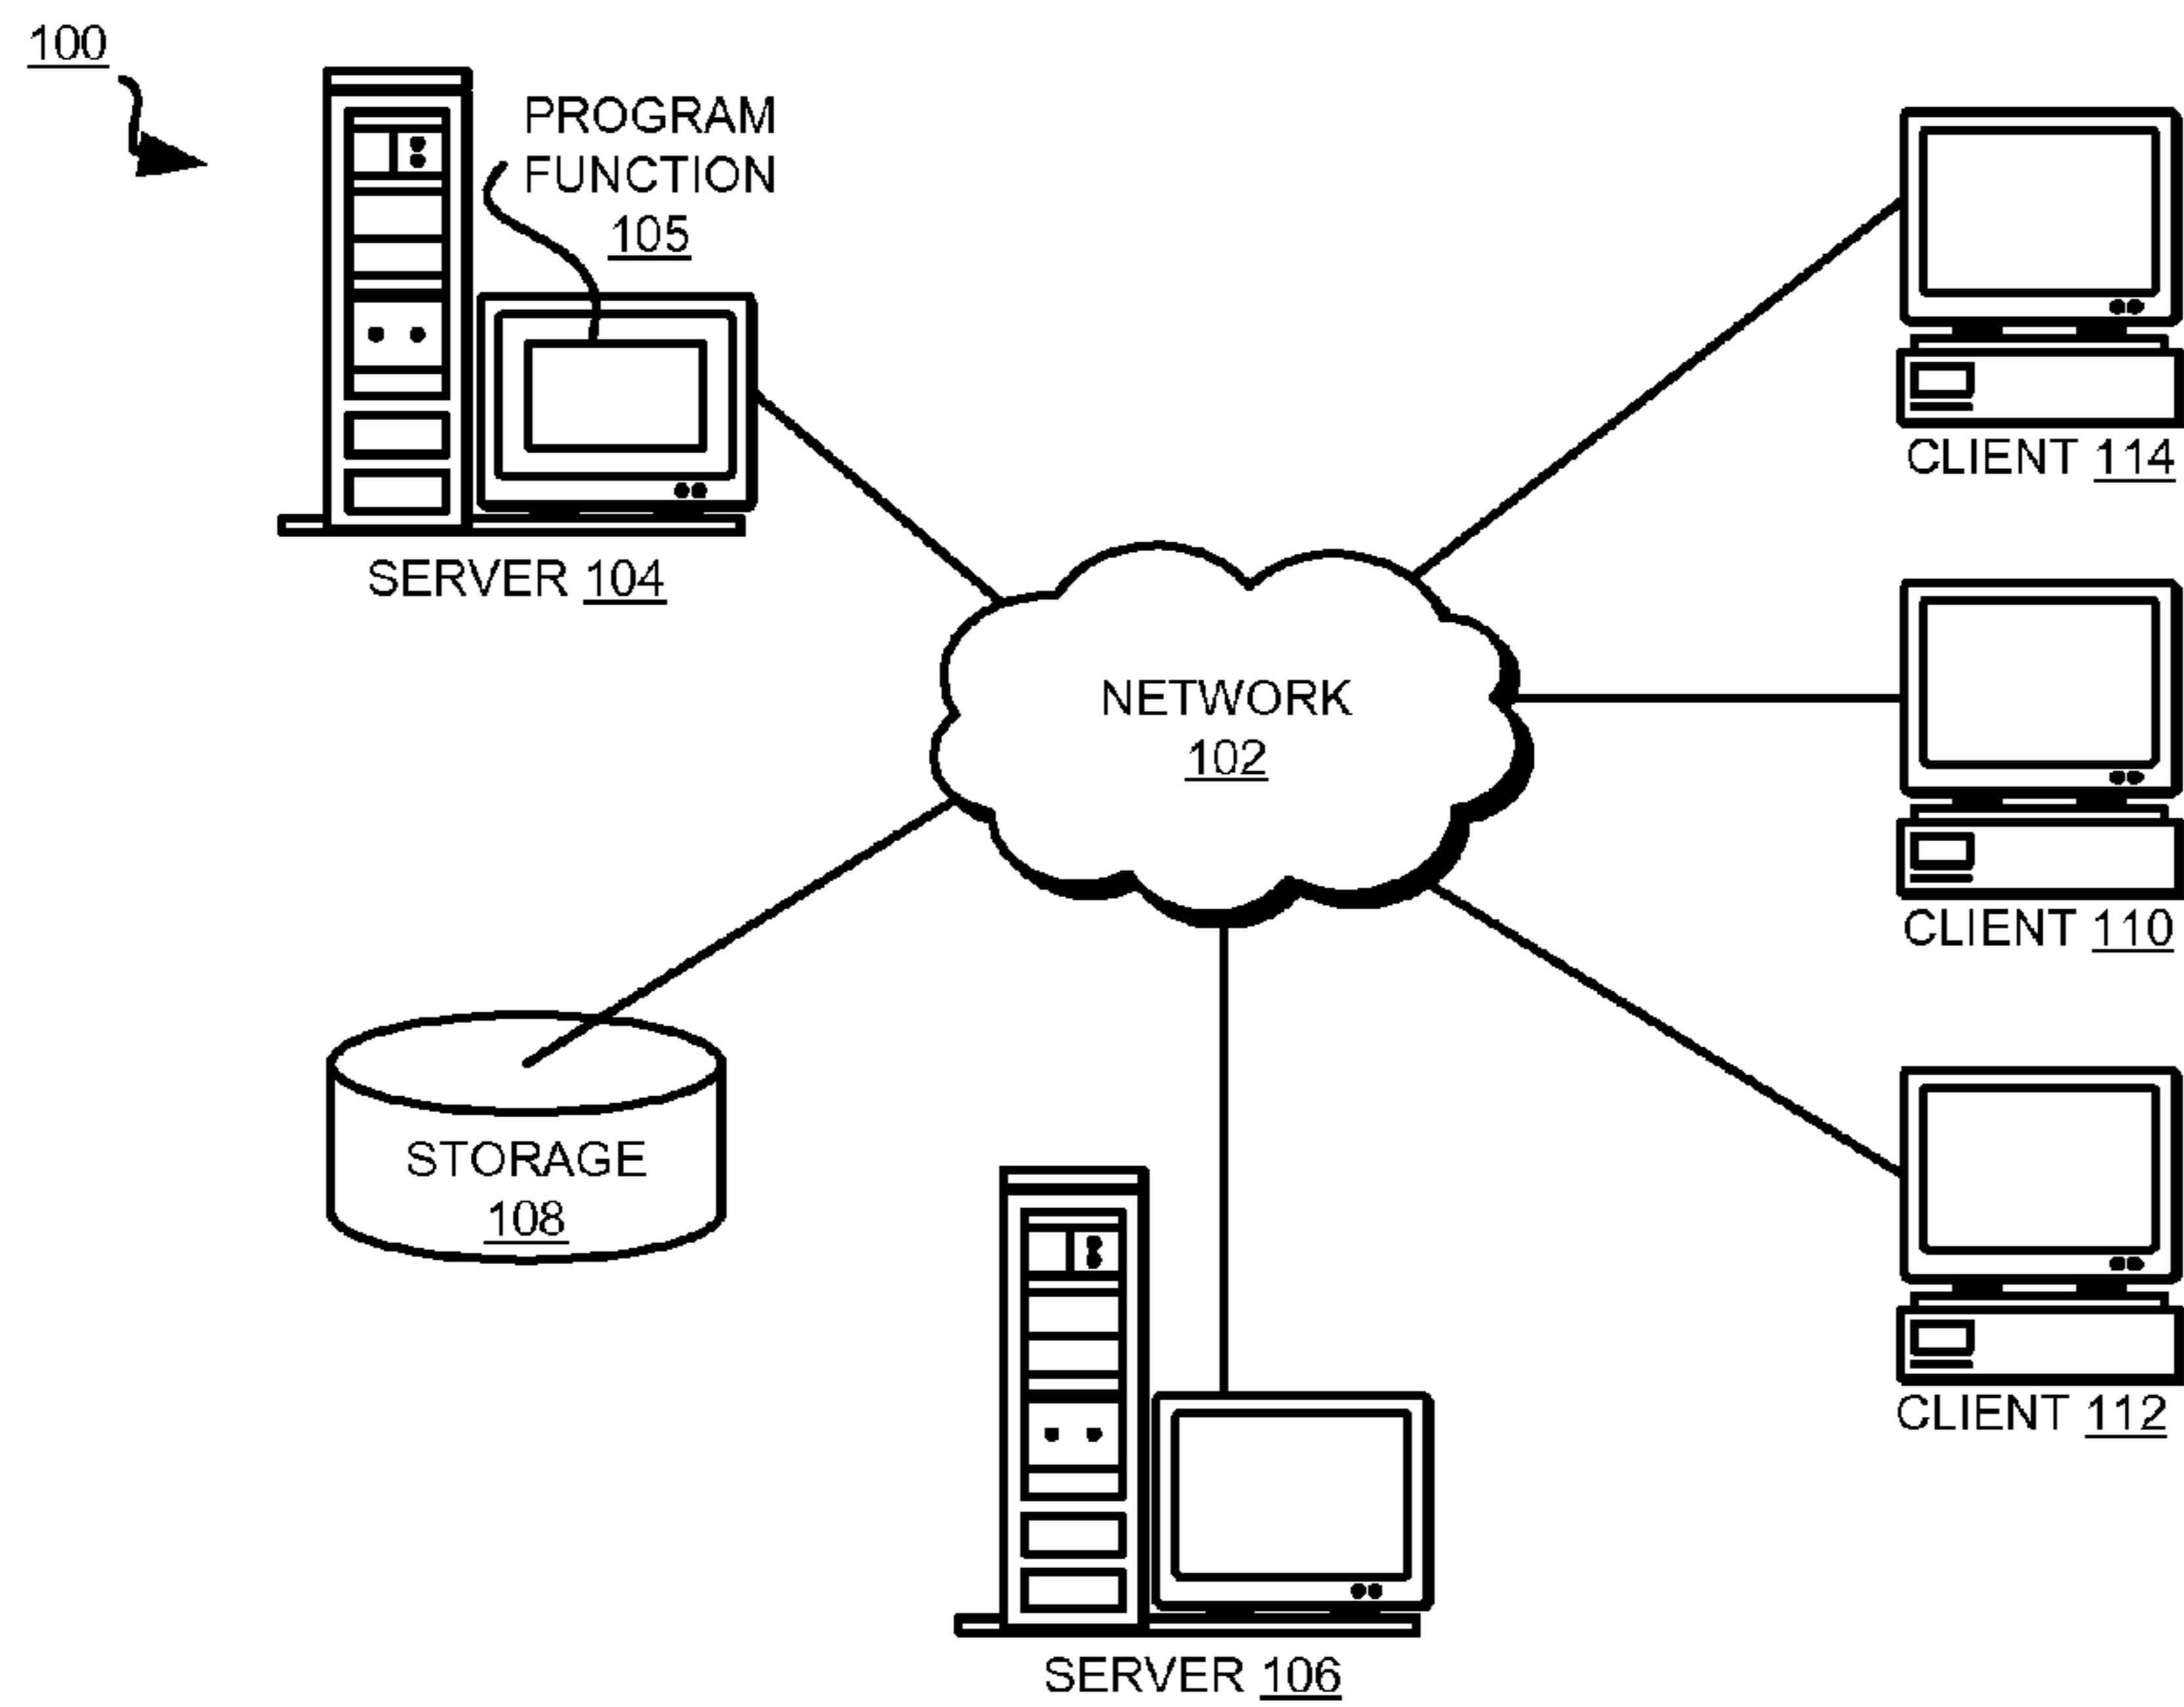 100
PROGRAM
FUNCTION
105
SERVER 104
CLIENT 114
NETWORK
102
CLIENT 110
STORAGE
108
CLIENT 112
SERVER 106